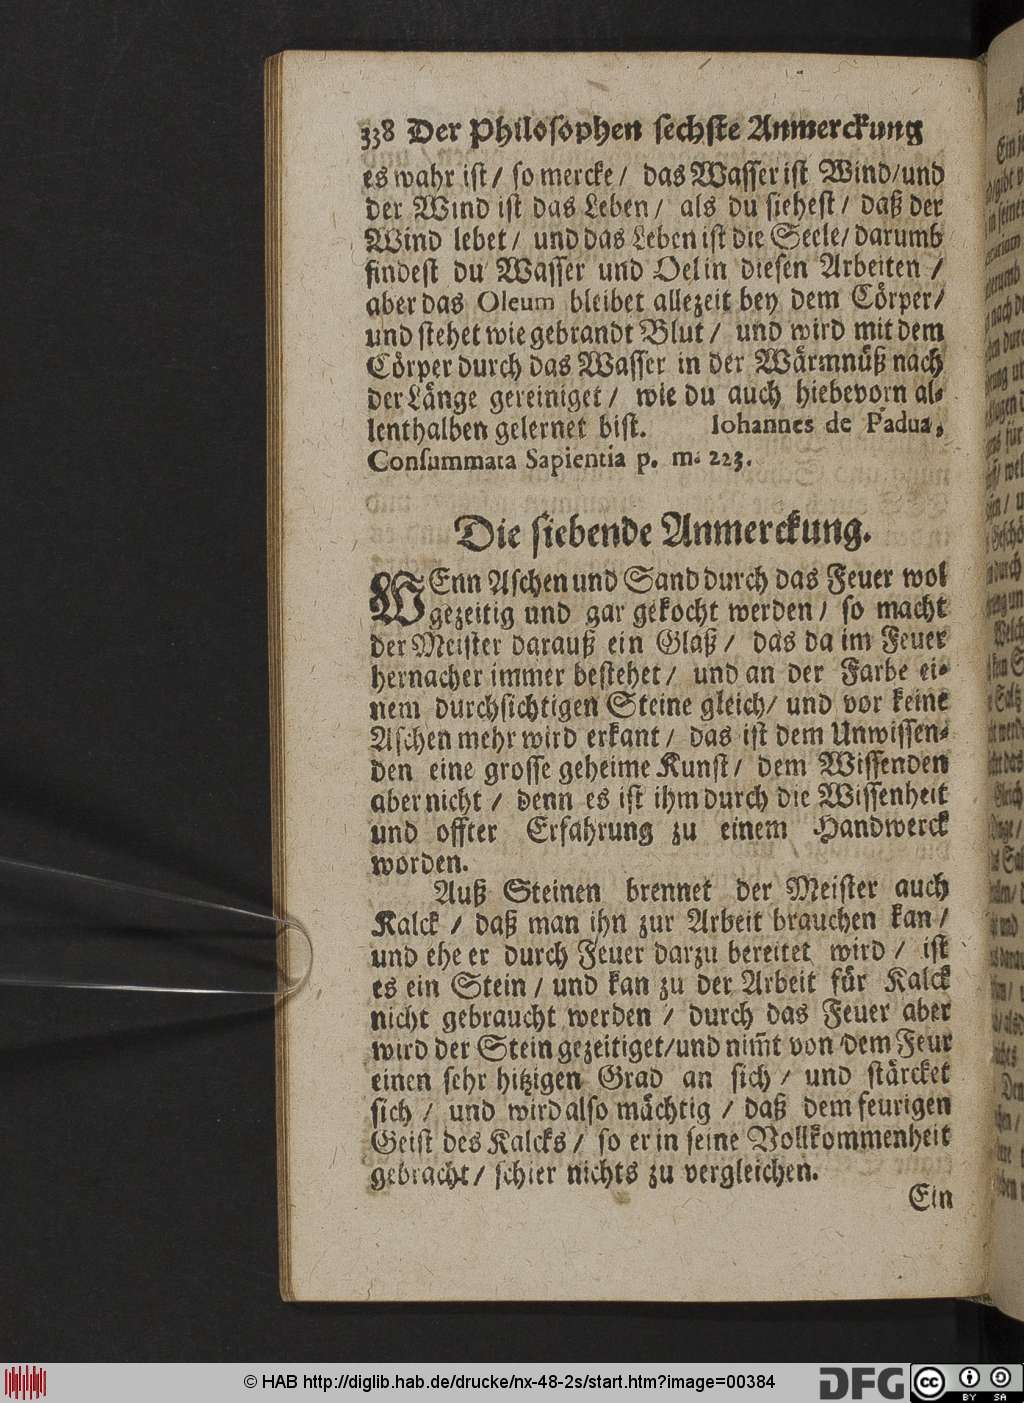 338 Der Philosophen sechste Anmerckung
es wahr ist / so mercke / das Wasser ist Wind/und
der Wind ist das Leben / als du siehest / daß der
Wind lebet / und das Leben ist die Seele/ darumb
findest du Wasser und Oel in diesen Arbeiten /
aber das Oleum bleibet allezeit bey dem Cörper/
und stehet wie gebrandt Blut / und wird mit dem
Cörper durch das Wasser in der Wärmnüß nach
der Länge gereiniget / wie du auch hiebevorn al-
lenthalben gelernet bist. Iohannes de Padua,
Consummata Sapientia p. m. 223.
Die siebende Anmerckung.
WEnn Aschen und Sand durch das Feuer wol
gezeitig und gar gekocht werden / so macht
der Meister darauß ein Glaß / das da im Feuer
hernacher immer bestehet / und an der Farbe ei-
nem durchsichtigen Steine gleich/ und vor keine
Aschen mehr wird erkant / das ist dem Unwissen-
den eine grosse geheime Kunst / dem Wissenden
aber nicht / denn es ist ihm durch die Wissenheit
und offter Erfahrung zu einem Handwerck
worden.
Auß Steinen brennet der Meister auch
Kalck / daß man ihn zur Arbeit brauchen kan /
und ehe er durch Feuer darzu bereitet wird / ist
es ein Stein / und kan zu der Arbeit für Kalck
nicht gebraucht werden / durch das Feuer aber
wird der Stein gezeitiget/und nim̃t von dem Feur
einen sehr hitzigen Grad an sich / und stärcket
sich / und wird also mächtig / daß dem feurigen
Geist des Kalcks / so er in seine Vollkommenheit
gebracht / schier nichts zu vergleichen.
Ein
© HAB http://diglib.hab.de/drucke/nx-48-2s/start.htm?image=00384
DFG
cc BY SA